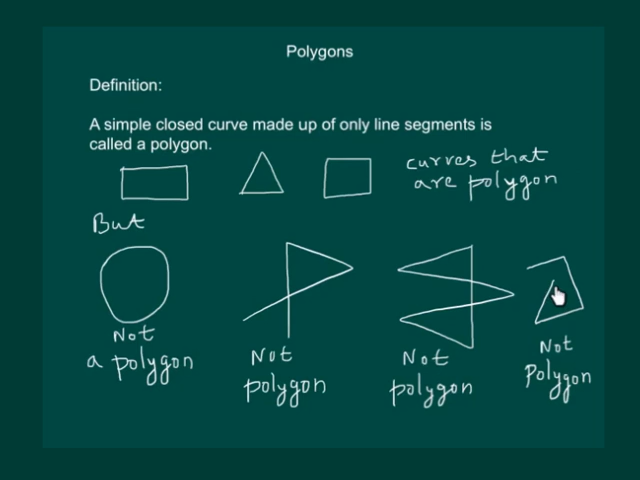 Polygons
Definition:
A simple closed curve made up of only line segments is
called a polygon.
curves that
are polygon
But
Not
a polygon
Not
polygon
Not
polygon
Not
Polygon